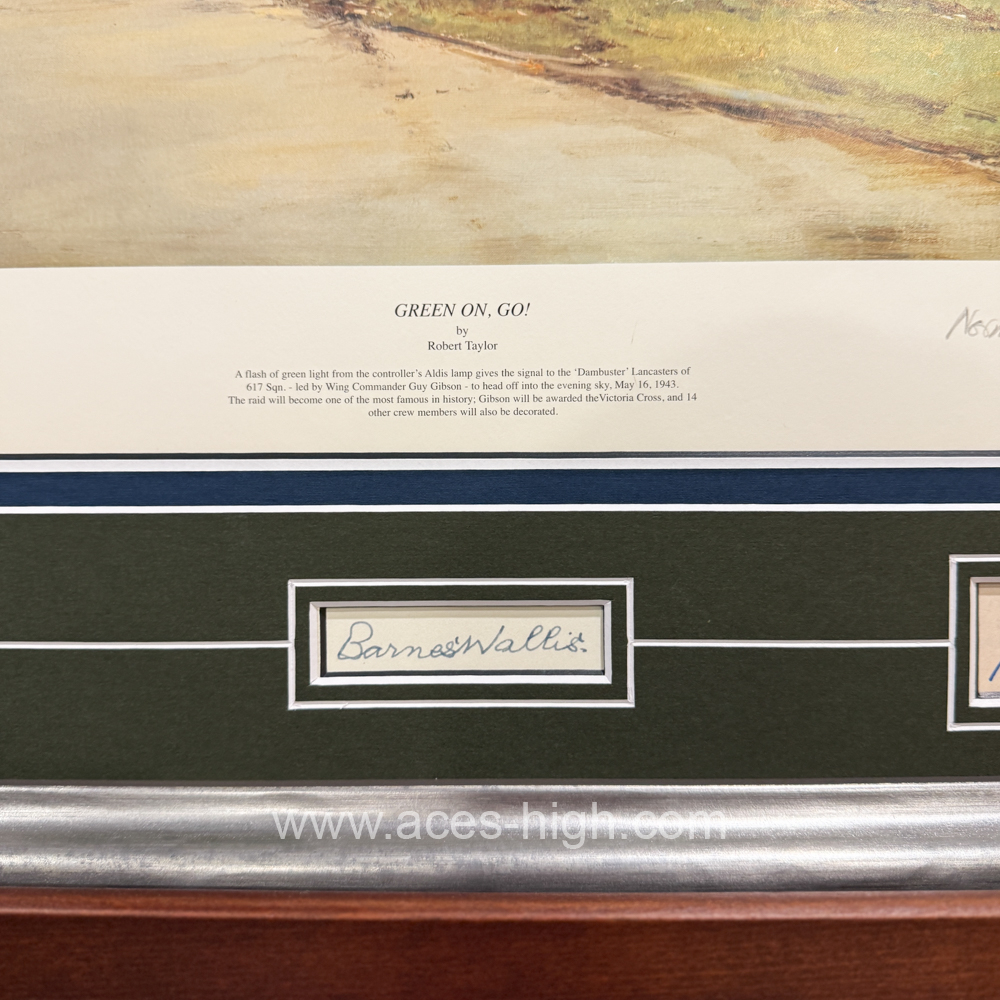 GREEN ON, GO!
by
Robert Taylor
A flash of green light from the controller's Aldis lamp gives the signal to the 'Dambuster' Lancasters of
617 Sqn. - led by Wing Commander Guy Gibson - to head off into the evening sky, May 16, 1943.
The raid will become one of the most famous in history; Gibson will be awarded theVictoria Cross, and 14
other crew members will also be decorated.
Barnes Wallis.
www.aces-high.com